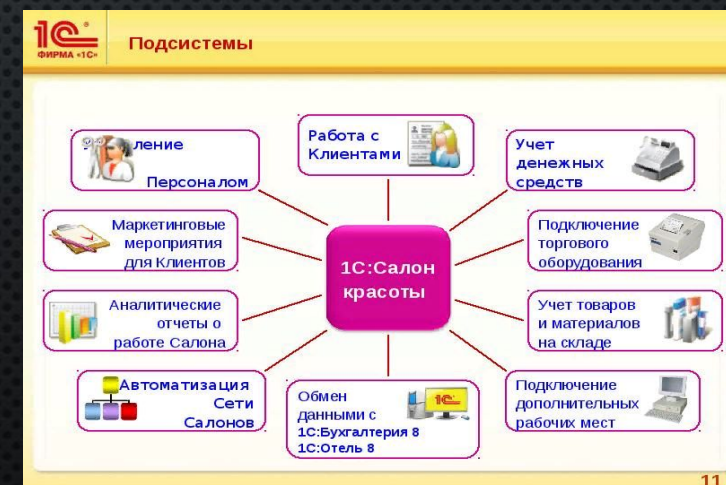 1С
ФИРМА «1С»
Подсистемы
ление
Персоналом
Работа с
Клиентами
Учет
денежных
средств
Маркетинговые
мероприятия
для Клиентов
1С:Салон
красоты
Подключение
торгового
оборудования
Аналитические
отчеты о
работе Салона
Учет товаров
и материалов
на складе
Автоматизация
Сети
Салонов
Обмен
данными с
1С:Бухгалтерия 8
1С:Отель 8
1С
Подключение
дополнительных
рабочих мест
11